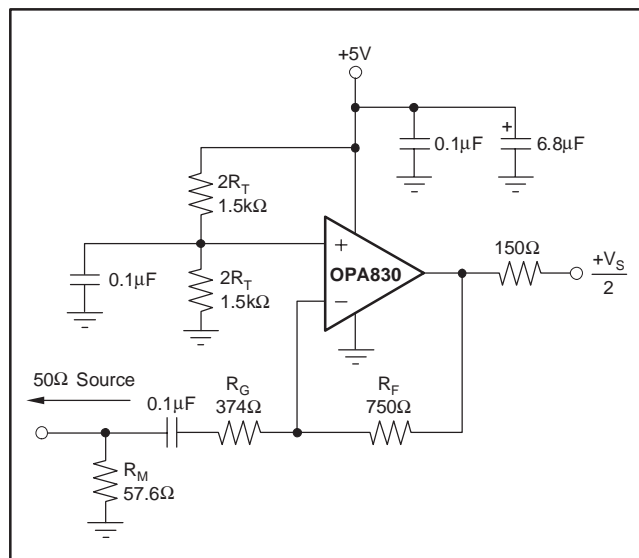 +5V
0.1μF
+
6.8μF
2R_T
1.5kΩ
0.1μF
2R_T
1.5kΩ
+
OPA830
−
150Ω
+V_S
2
50Ω Source
0.1μF
R_G
374Ω
R_F
750Ω
R_M
57.6Ω